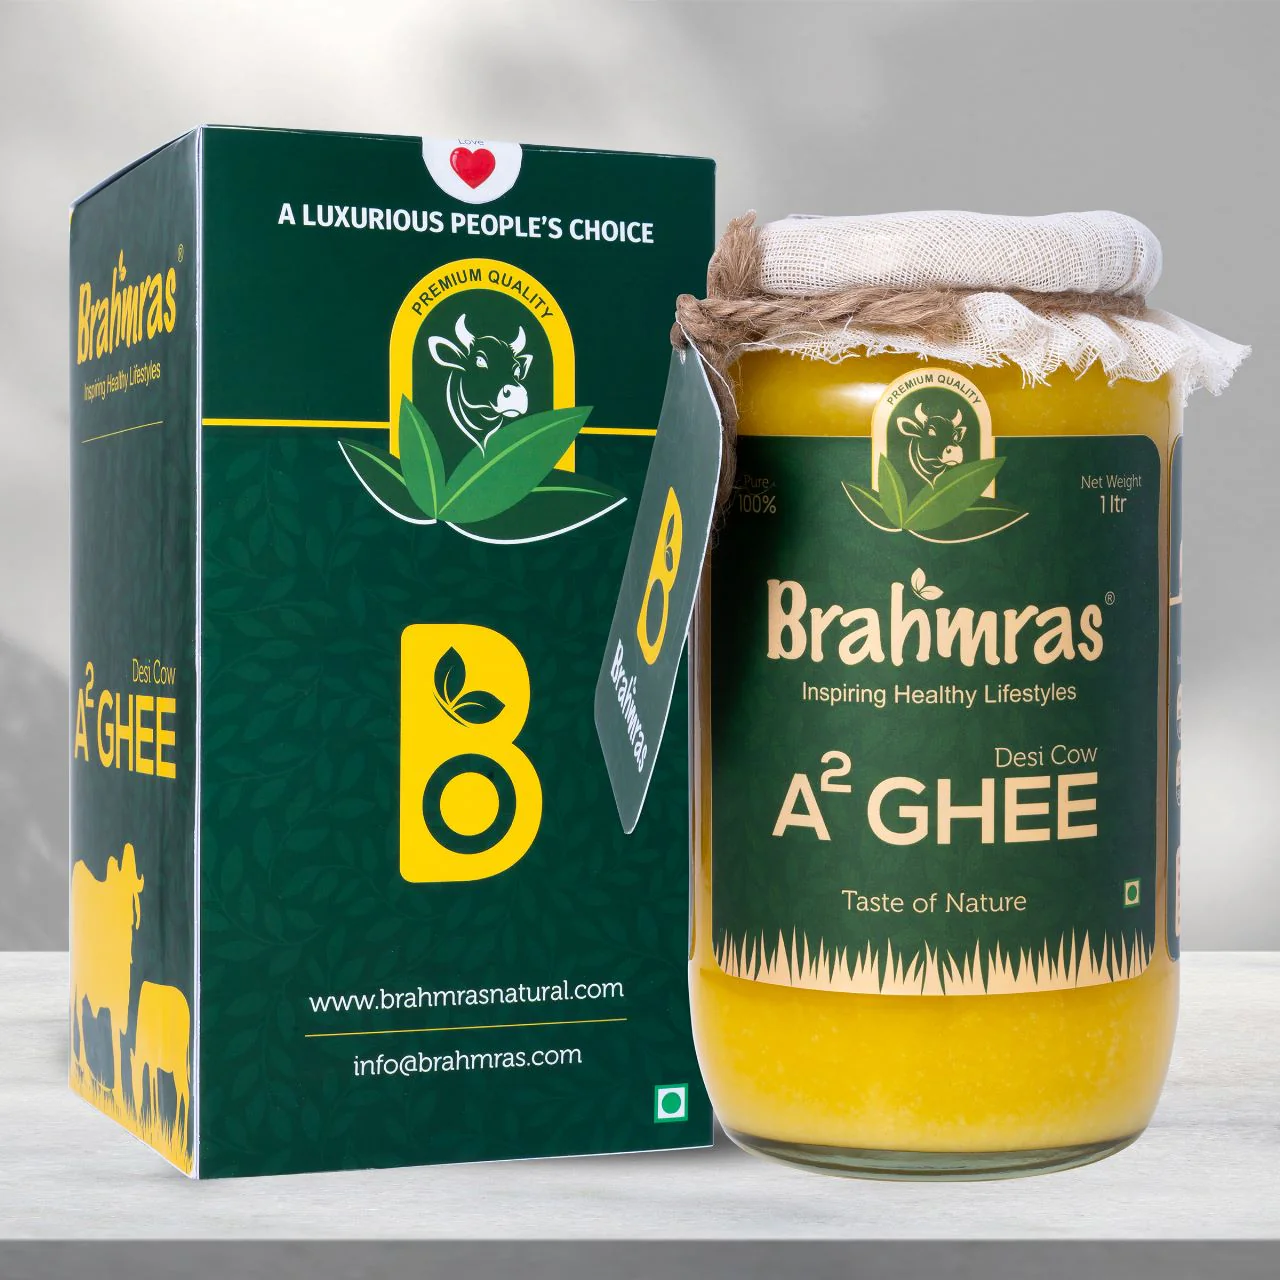 Love
A LUXURIOUS PEOPLE'S CHOICE
PREMIUM QUALITY
Brahmras®
Inspiring Healthy Lifestyles
Desi Cow
A² GHEE
B
www.brahmrasnatural.com
info@brahmras.com
B
Brahmras
PREMIUM QUALITY
Pure
100%
Net Weight
1 ltr
Brahmras®
Inspiring Healthy Lifestyles
Desi Cow
A² GHEE
Taste of Nature